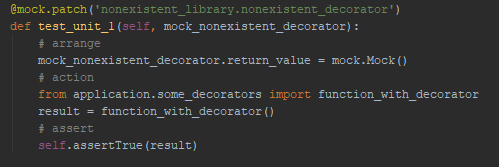 @mock.patch('nonexistent_library.nonexistent_decorator')
def test_unit_1(self, mock_nonexistent_decorator):
# arrange
mock_nonexistent_decorator.return_value = mock.Mock()
# action
from application.some_decorators import function_with_decorator
result = function_with_decorator()
# assert
self.assertTrue(result)